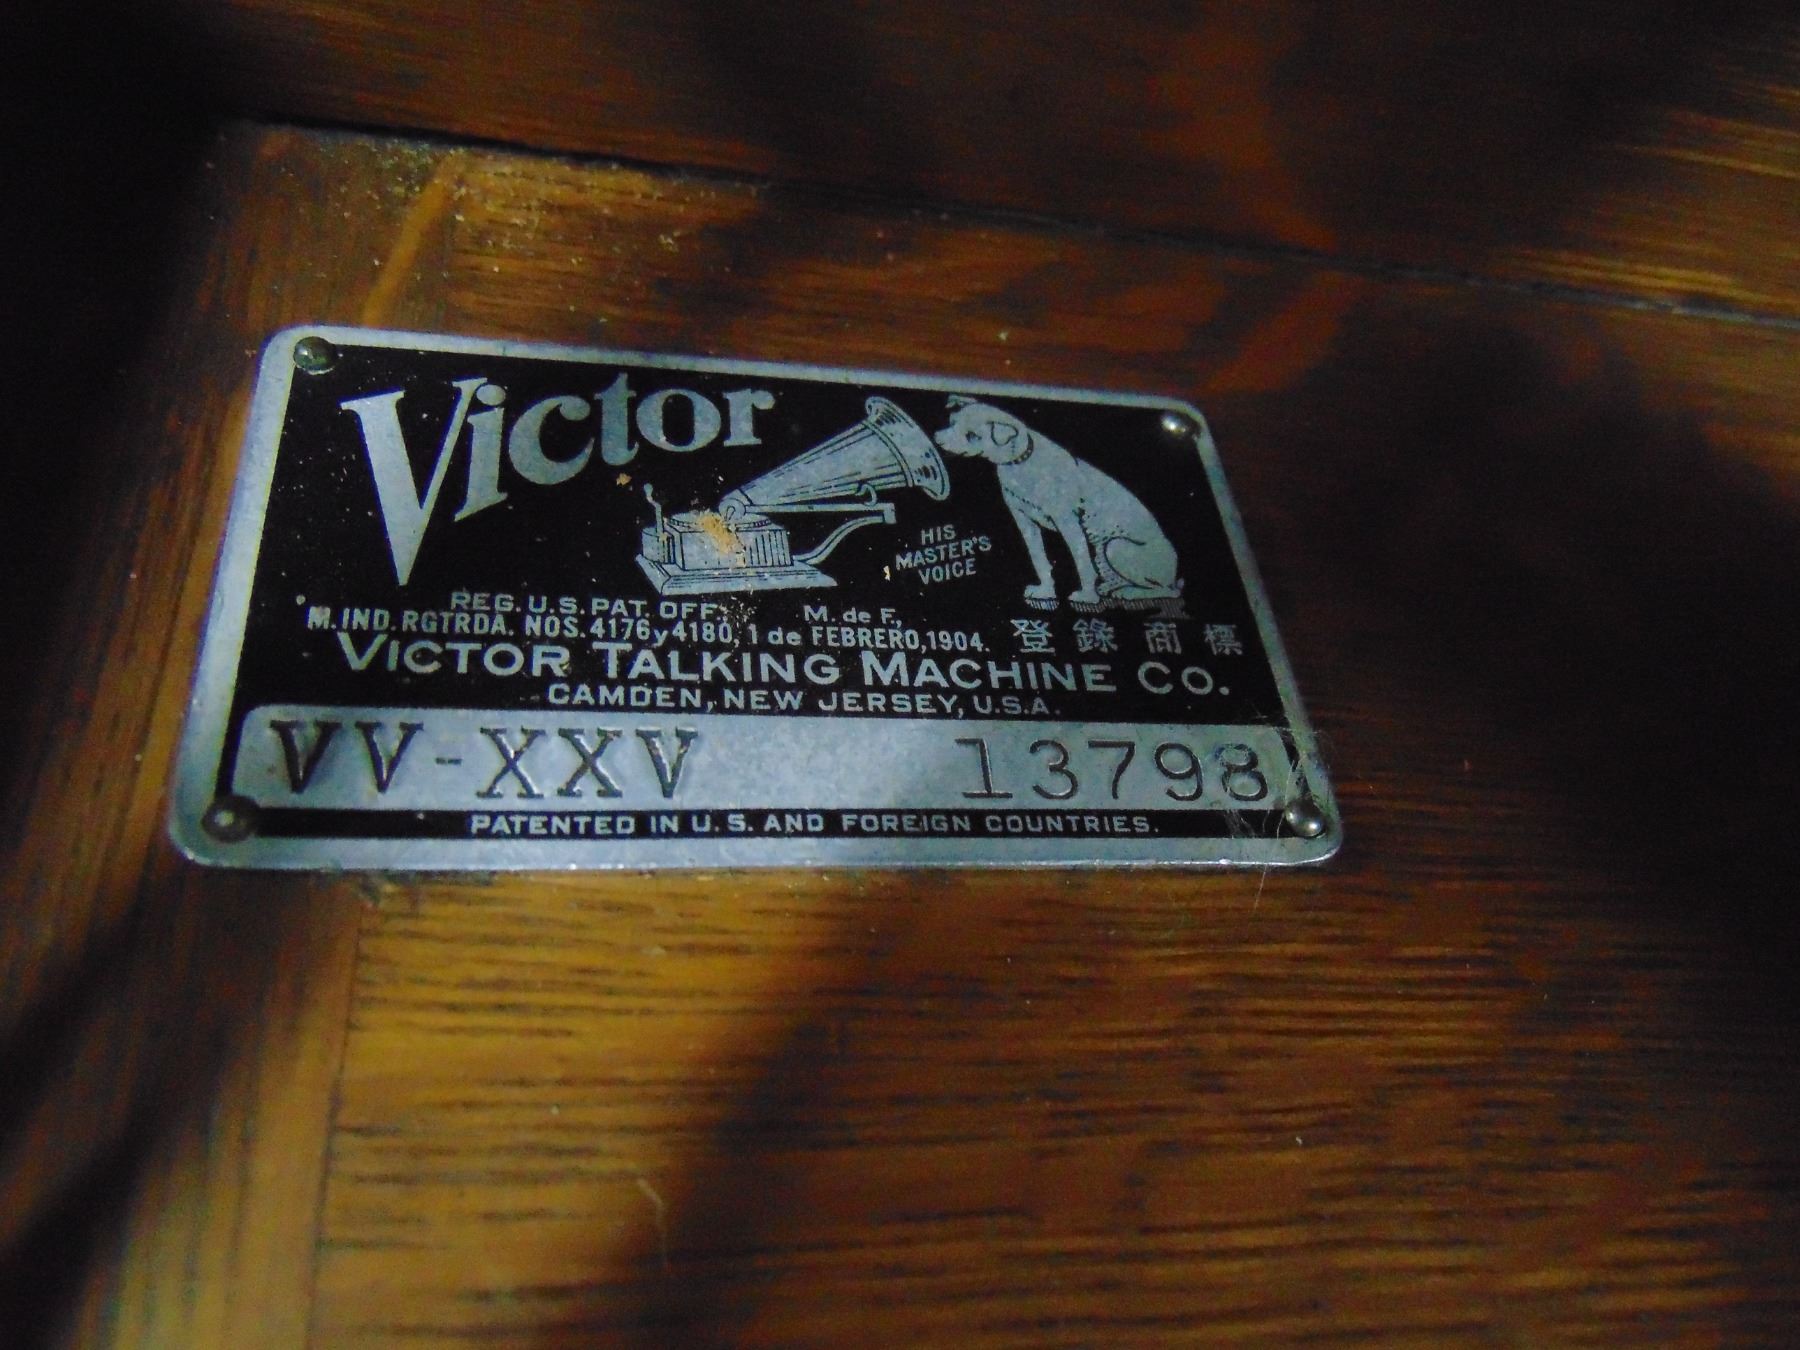 Victor
HIS
MASTER'S
VOICE
REG. U.S. PAT. OFF. M. de F.,
M. IND. RGTRDA. NOS. 4176 y 4180, 1 de FEBRERO, 1904. 登錄商標
VICTOR TALKING MACHINE Co.
CAMDEN, NEW JERSEY, U.S.A.
VV-XXV 13798
PATENTED IN U.S. AND FOREIGN COUNTRIES.